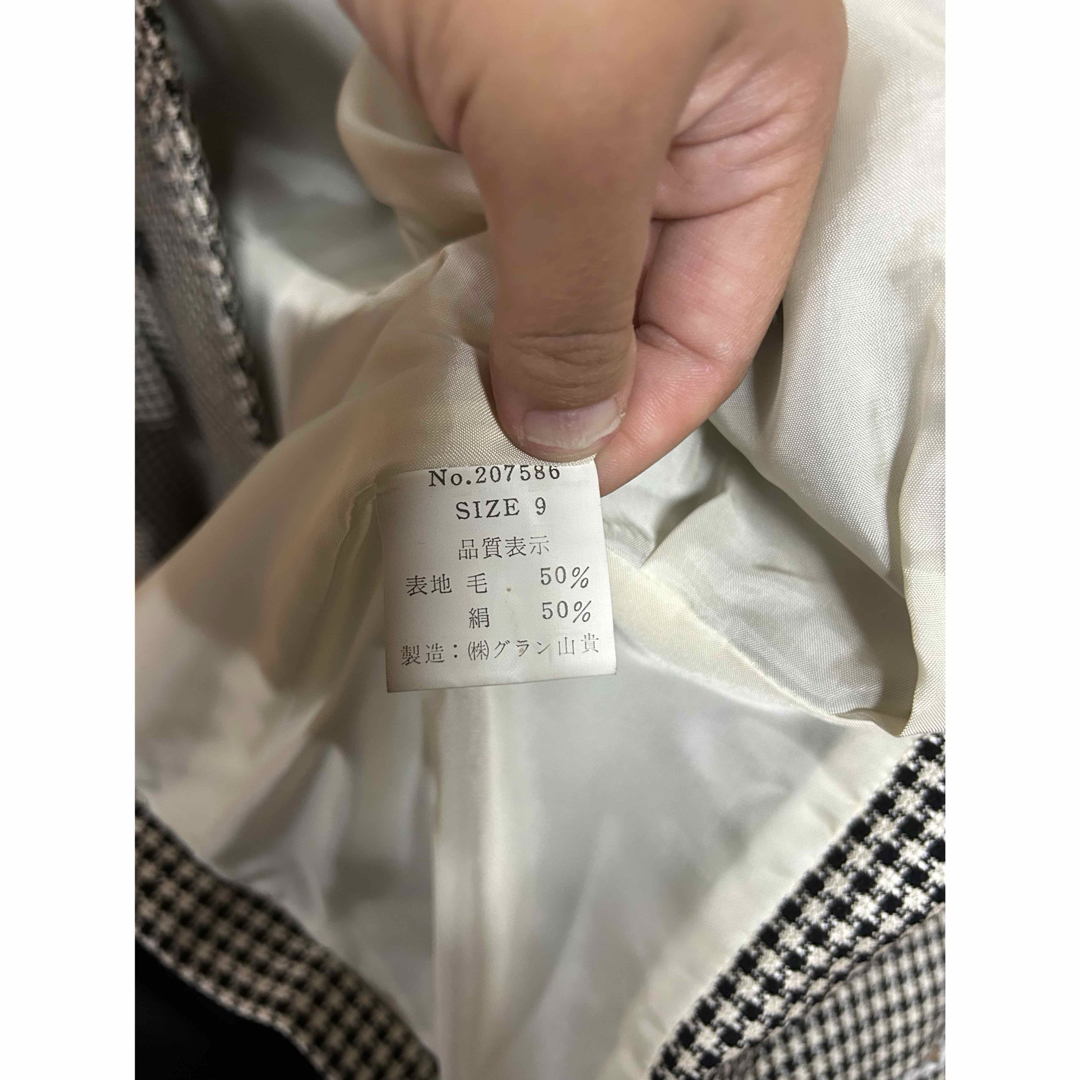 No.207586
SIZE 9
品質表示
表地 毛 50%
絹 50%
製造：㈱グラン山貴